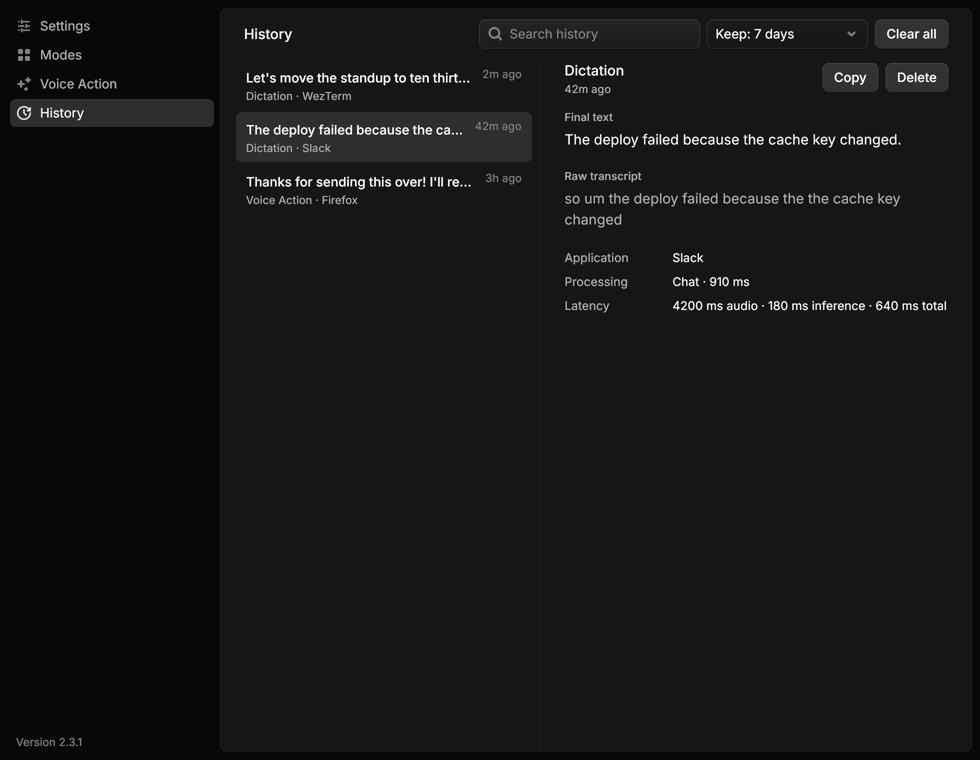 Settings
Modes
Voice Action
History
Version 2.3.1
History
Search history
Keep: 7 days
Clear all
Let's move the standup to ten thirt... 2m ago
Dictation · WezTerm
The deploy failed because the ca... 42m ago
Dictation · Slack
Thanks for sending this over! I'll re... 3h ago
Voice Action · Firefox
Dictation
42m ago
Copy
Delete
Final text
The deploy failed because the cache key changed.
Raw transcript
so um the deploy failed because the the cache key
changed
Application Slack
Processing Chat · 910 ms
Latency 4200 ms audio · 180 ms inference · 640 ms total